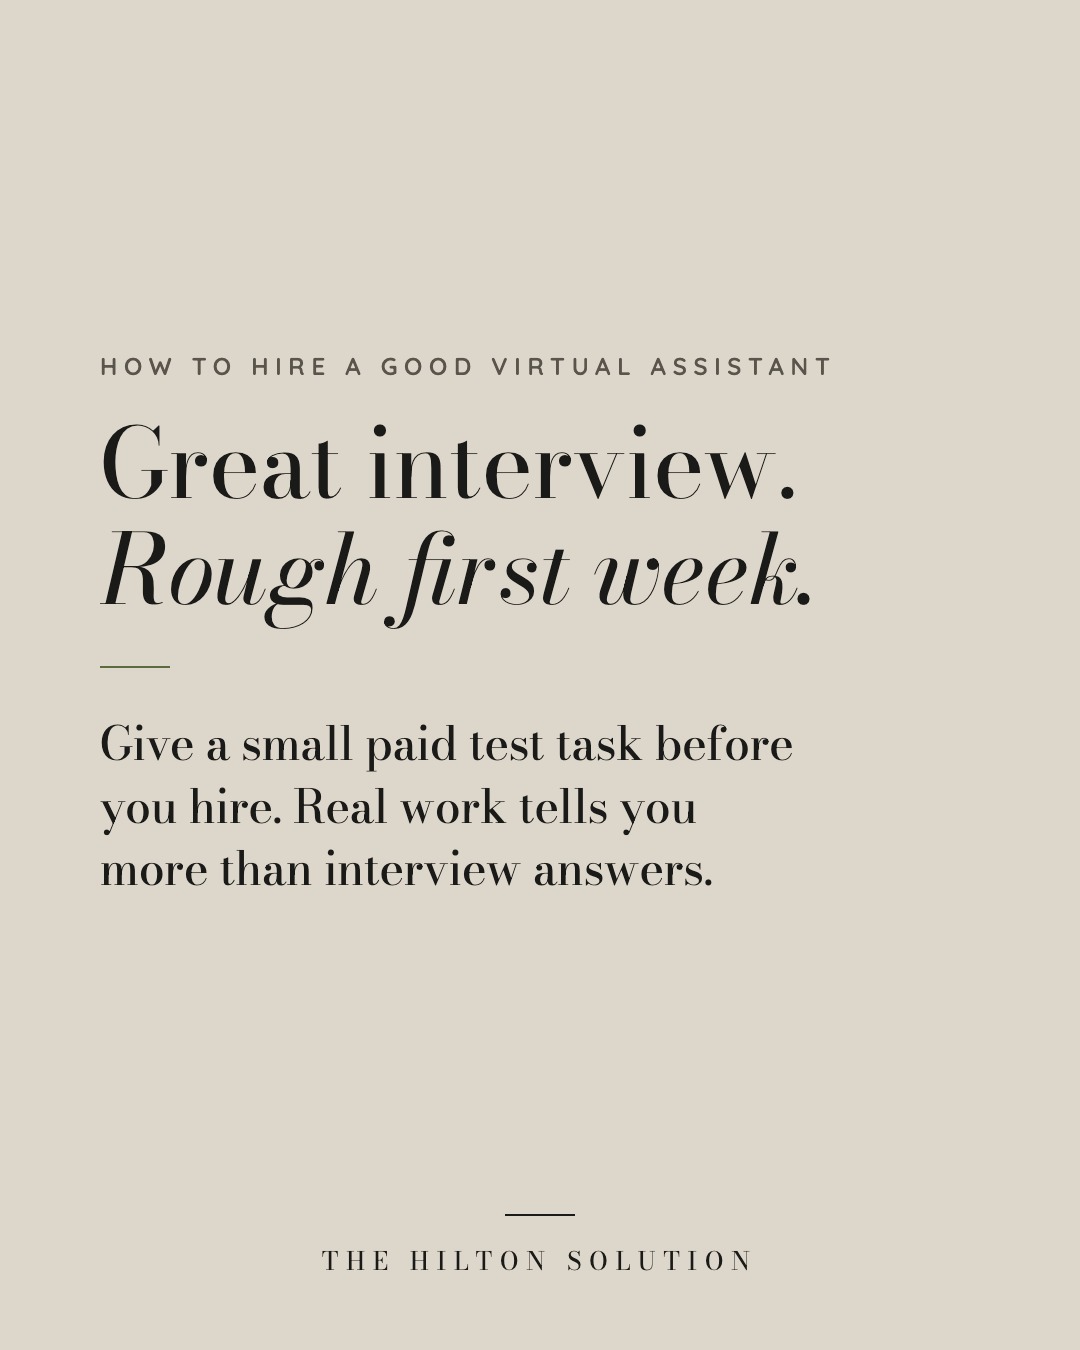 HOW TO HIRE A GOOD VIRTUAL ASSISTANT
Great interview.
Rough first week.
Give a small paid test task before
you hire. Real work tells you
more than interview answers.
THE HILTON SOLUTION